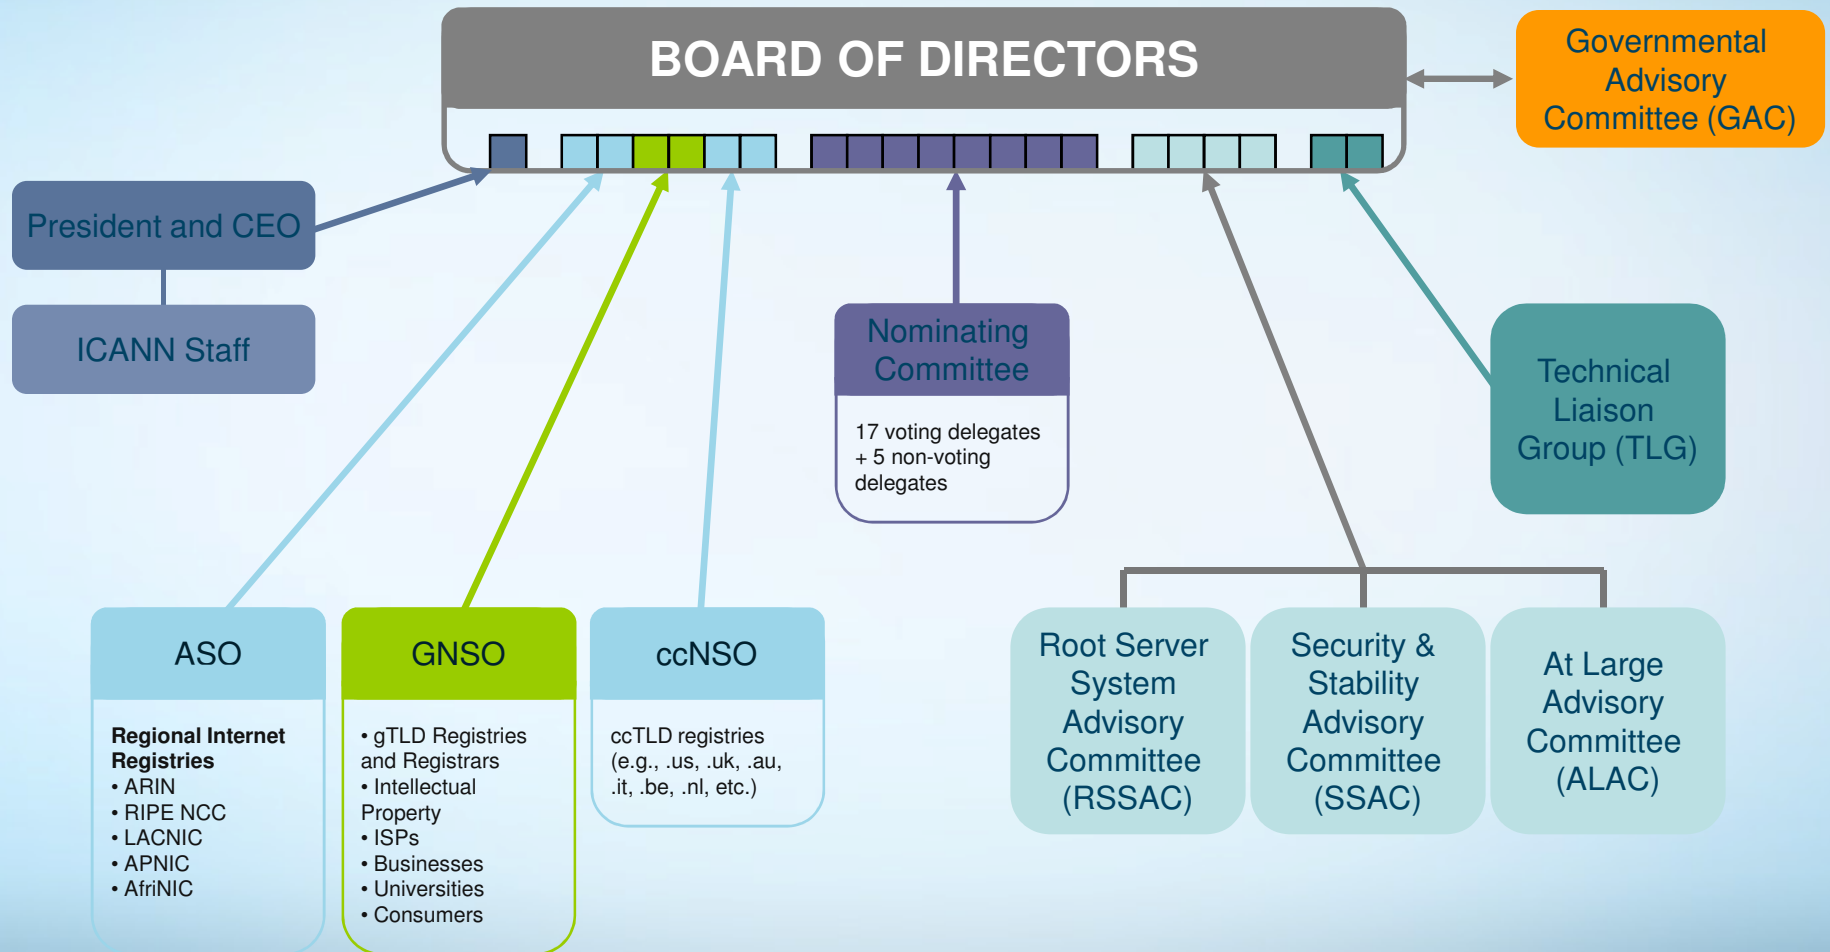 BOARD OF DIRECTORS
Governmental
Advisory
Committee (GAC)
President and CEO
ICANN Staff
Nominating
Committee
17 voting delegates
+ 5 non-voting
delegates
Technical
Liaison
Group (TLG)
ASO
Regional Internet
Registries
• ARIN
• RIPE NCC
• LACNIC
• APNIC
• AfriNIC
GNSO
• gTLD Registries
and Registrars
• Intellectual
Property
• ISPs
• Businesses
• Universities
• Consumers
ccNSO
ccTLD registries
(e.g., .us, .uk, .au,
.it, .be, .nl, etc.)
Root Server
System
Advisory
Committee
(RSSAC)
Security &
Stability
Advisory
Committee
(SSAC)
At Large
Advisory
Committee
(ALAC)